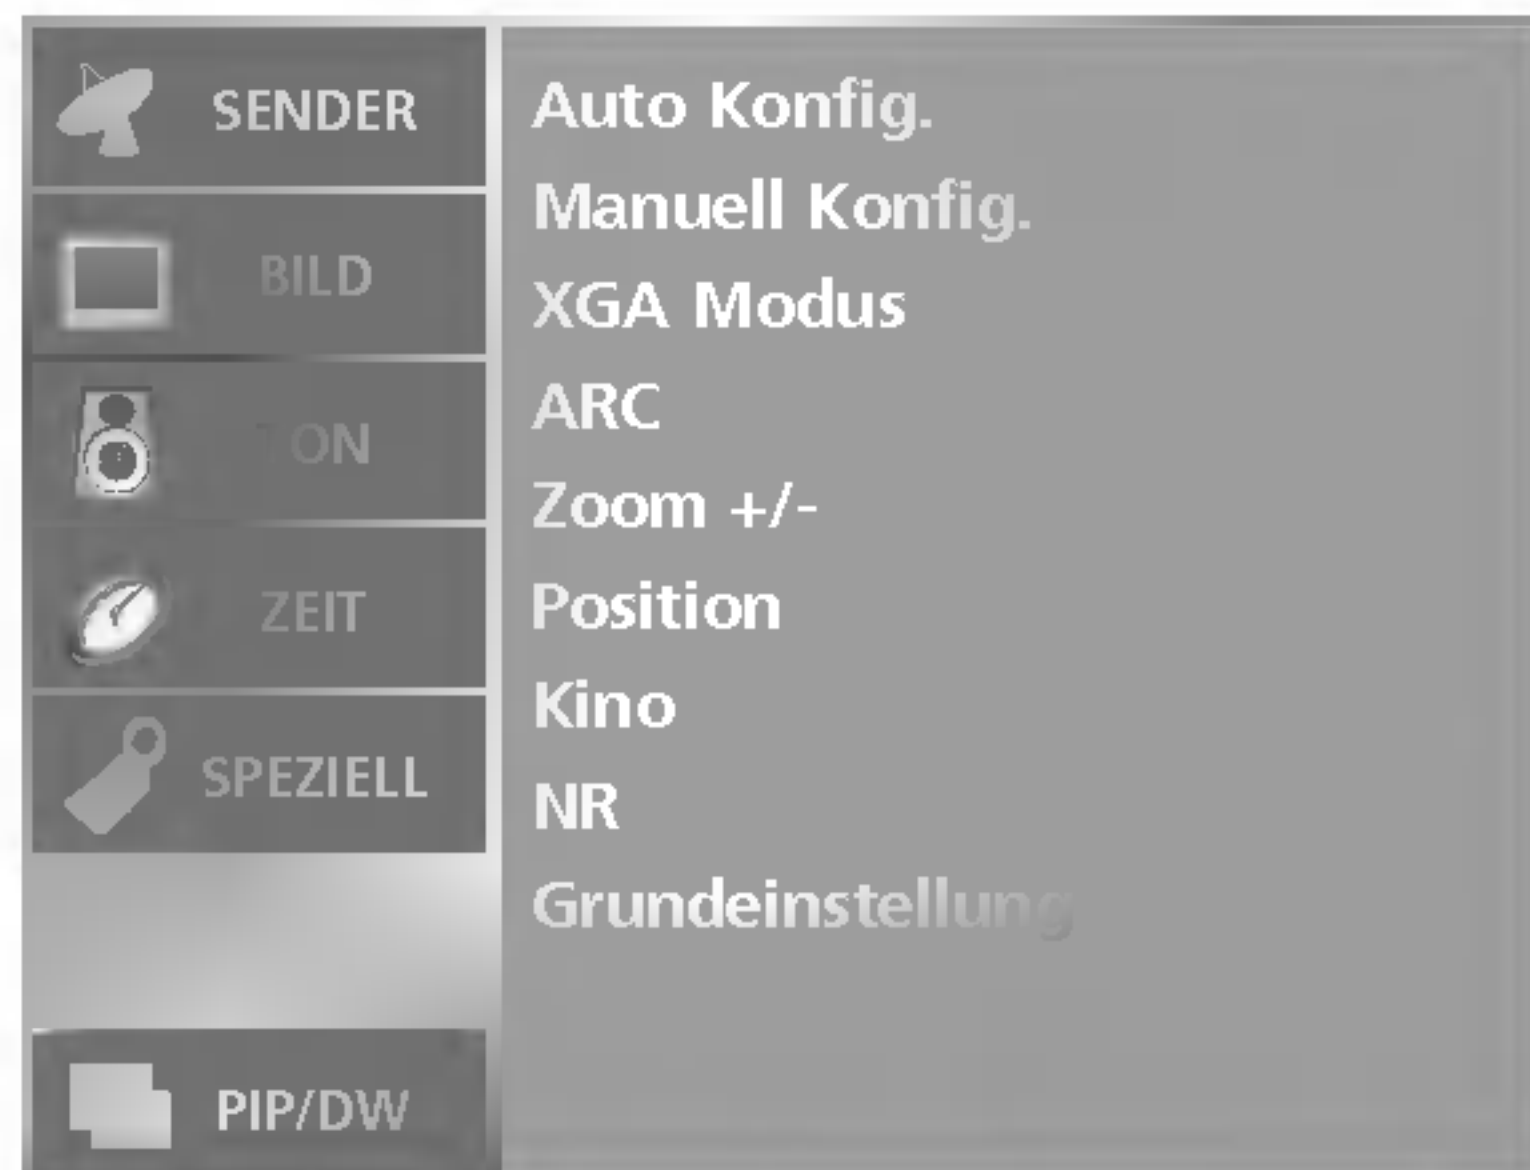 SENDER
BILD
TON
ZEIT
SPEZIELL
PIP/DW
Auto Konfig.
Manuell Konfig.
XGA Modus
ARC
Zoom +/-
Position
Kino
NR
Grundeinstellung